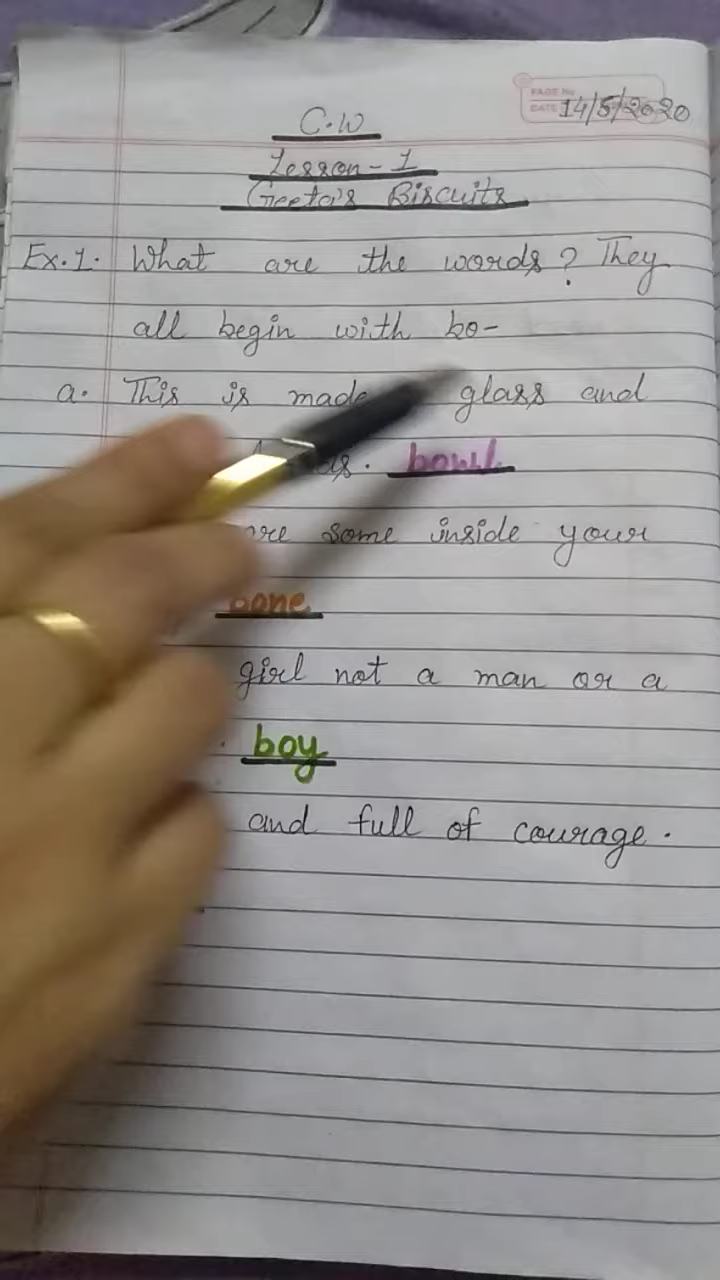 C.W
PAGE No
DATE 14/5/2020
Lesson-1
Geeta's Biscuits
Ex.1. What are the words? They
all begin with bo-
a. This is made glass and
bowl
some inside your
bone
girl not a man or a
boy
and full of courage.